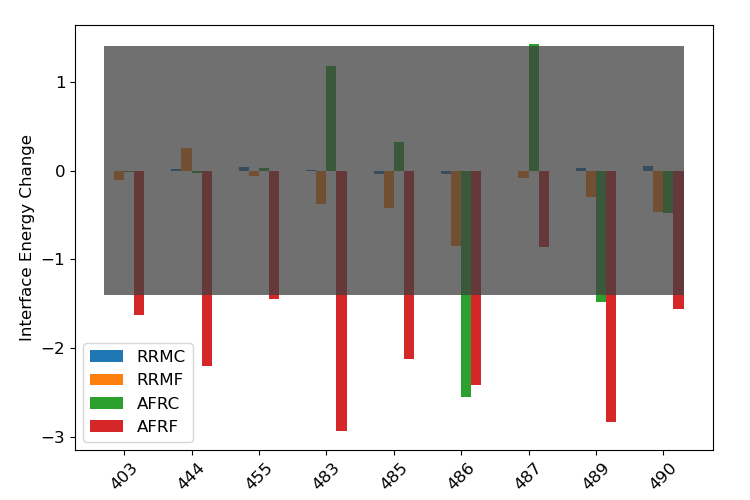 Interface Energy Change
1
0
−1
−2
−3
RRMC
RRMF
AFRC
AFRF
403 444 455 483 485 486 487 489 490